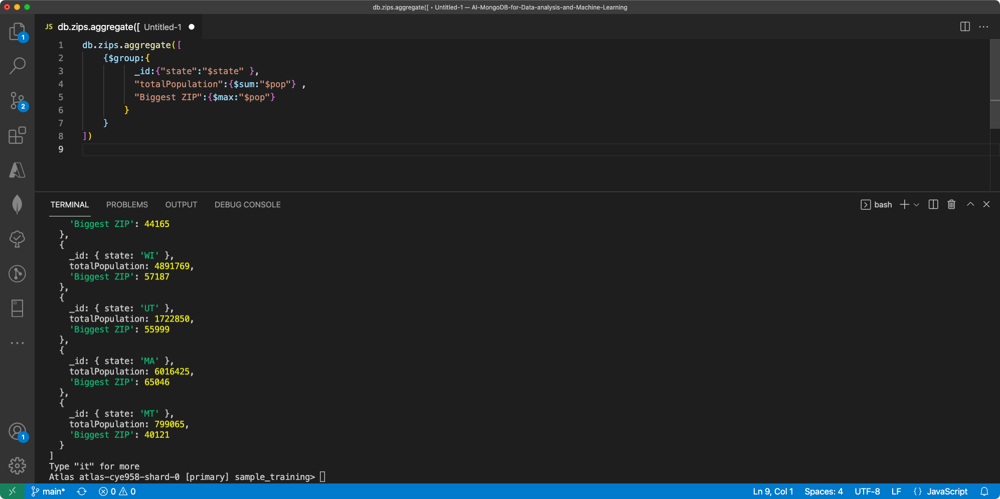 db.zips.aggregate([ • Untitled-1 — AI-MongoDB-for-Data-analysis-and-Machine-Learning
JS db.zips.aggregate([ Untitled-1
1 db.zips.aggregate([
2 {$group:{
3 _id:{"state":"$state" },
4 "totalPopulation":{$sum:"$pop"} ,
5 "Biggest ZIP":{$max:"$pop"}
6 }
7 }
8 ])
9
1
2
1
TERMINAL PROBLEMS OUTPUT DEBUG CONSOLE bash
'Biggest ZIP': 44165
},
{
_id: { state: 'WI' },
totalPopulation: 4891769,
'Biggest ZIP': 57187
},
{
_id: { state: 'UT' },
totalPopulation: 1722850,
'Biggest ZIP': 55999
},
{
_id: { state: 'MA' },
totalPopulation: 6016425,
'Biggest ZIP': 65046
},
{
_id: { state: 'MT' },
totalPopulation: 799065,
'Biggest ZIP': 40121
}
]
Type "it" for more
Atlas atlas-cye958-shard-0 [primary] sample_training>
main* 0 0 Ln 9, Col 1 Spaces: 4 UTF-8 LF {} JavaScript